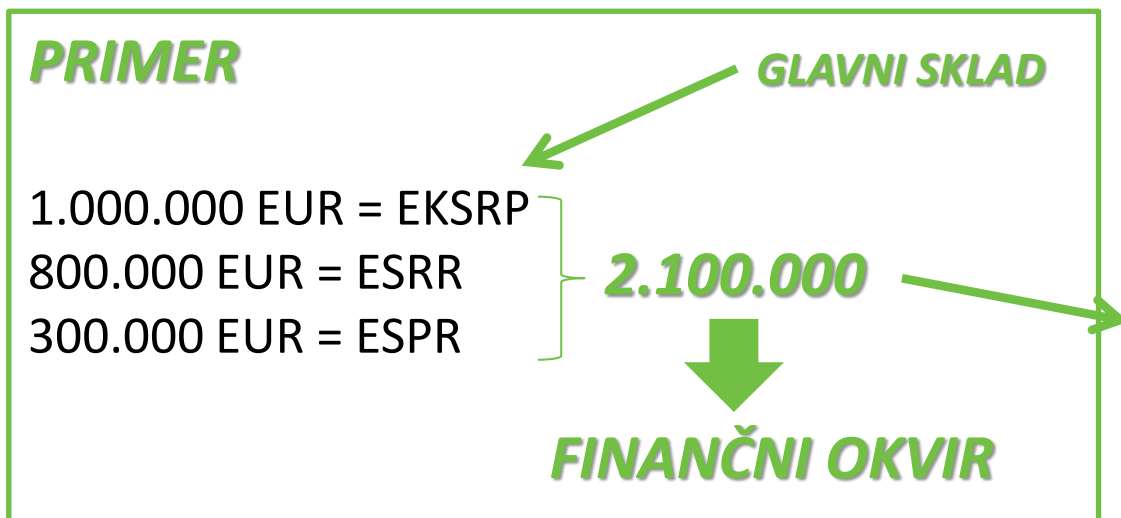 PRIMER
GLAVNI SKLAD
1.000.000 EUR = EKSRP
800.000 EUR = ESRR
300.000 EUR = ESPR
2.100.000
FINANČNI OKVIR